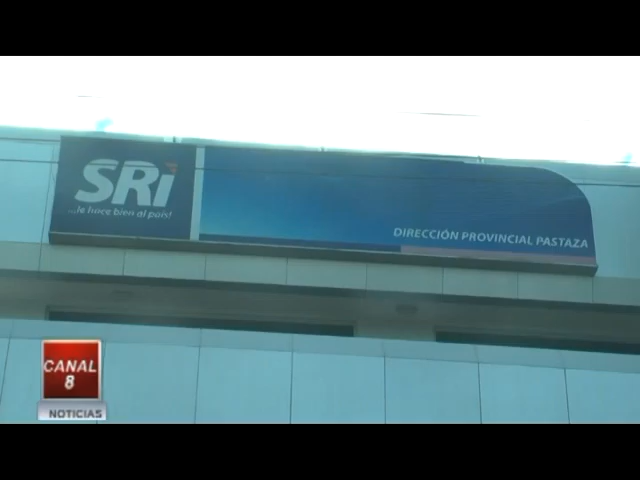 SRi
...le hace bien al país!
DIRECCIÓN PROVINCIAL PASTAZA
CANAL
8
NOTICIAS